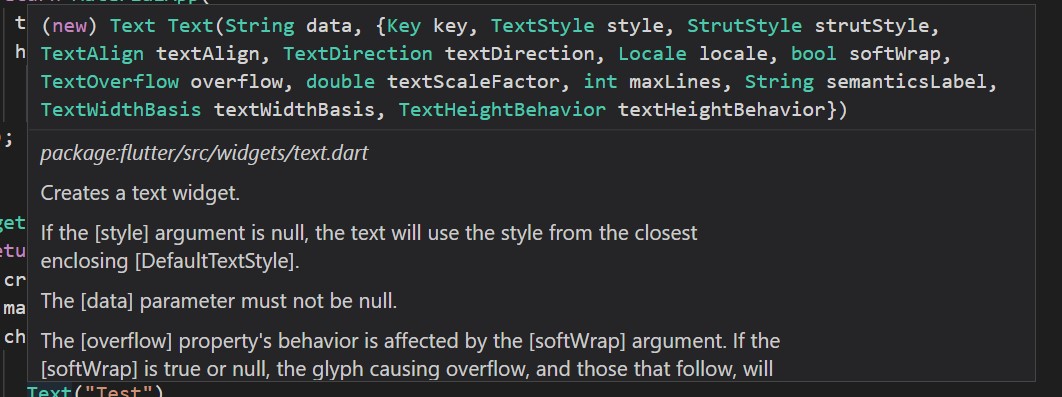 (new) Text Text(String data, {Key key, TextStyle style, StrutStyle strutStyle,
t
h
TextAlign textAlign, TextDirection textDirection, Locale locale, bool softWrap,
TextOverflow overflow, double textScaleFactor, int maxLines, String semanticsLabel,
TextWidthBasis textWidthBasis, TextHeightBehavior textHeightBehavior})
;
package:flutter/src/widgets/text.dart
Creates a text widget.
get
If the [style] argument is null, the text will use the style from the closest
etu
enclosing [DefaultTextStyle].
cr
The [data] parameter must not be null.
ma
ch
The [overflow] property's behavior is affected by the [softWrap] argument. If the
[softWrap] is true or null, the glyph causing overflow, and those that follow, will
Text("Test")